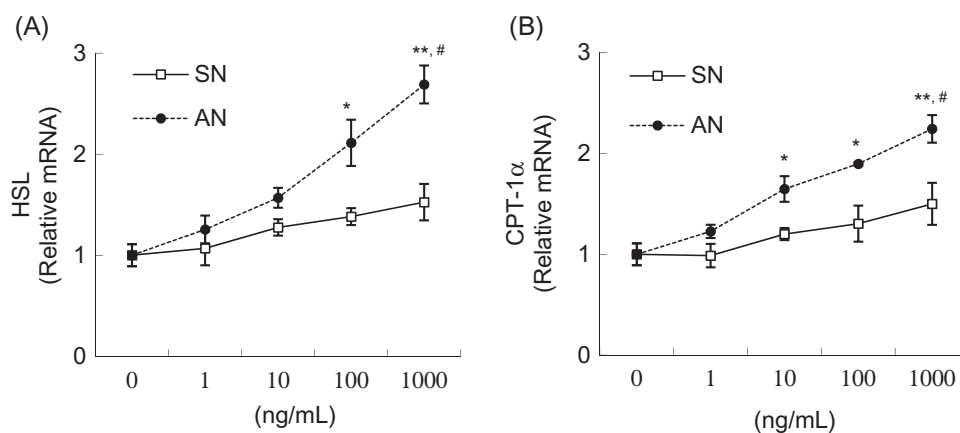 (A)
3
2
1
0
HSL
(Relative mRNA)
SN
AN
*
**, #
0 1 10 100 1000
(ng/mL)
(B)
3
2
1
0
CPT-1α
(Relative mRNA)
SN
AN
*
*
**, #
0 1 10 100 1000
(ng/mL)